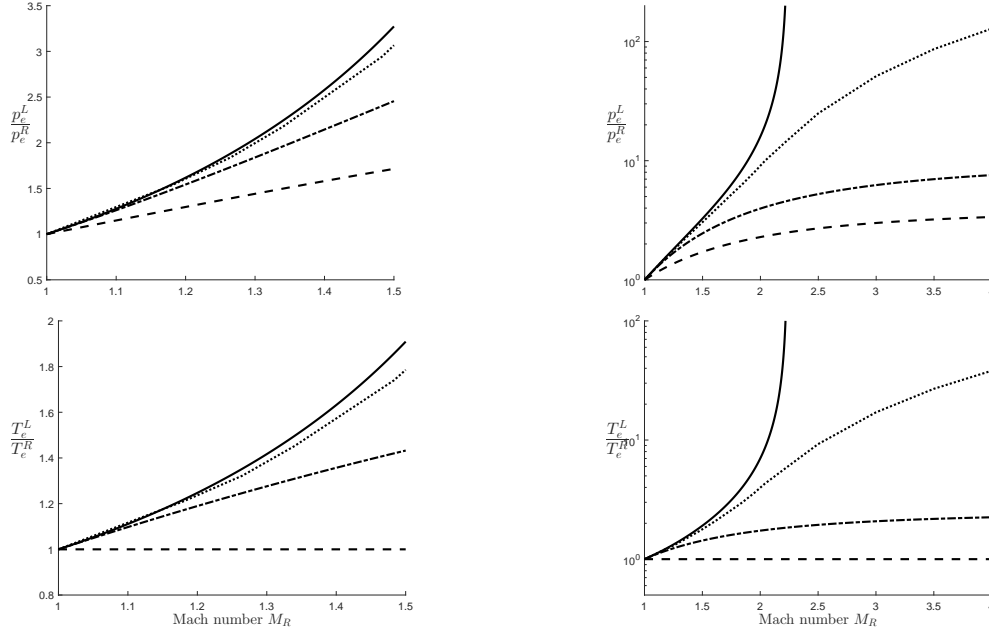 3.5
3
2.5
2
1.5
1
0.5
p_e^L / p_e^R
1 1.1 1.2 1.3 1.4 1.5
10^2
10^1
10^0
p_e^L / p_e^R
1 1.5 2 2.5 3 3.5
2
1.8
1.6
1.4
1.2
1
0.8
T_e^L / T_e^R
1 1.1 1.2 1.3 1.4 1.5
Mach number M_R
10^2
10^1
10^0
T_e^L / T_e^R
1 1.5 2 2.5 3 3.5
Mach number M_R